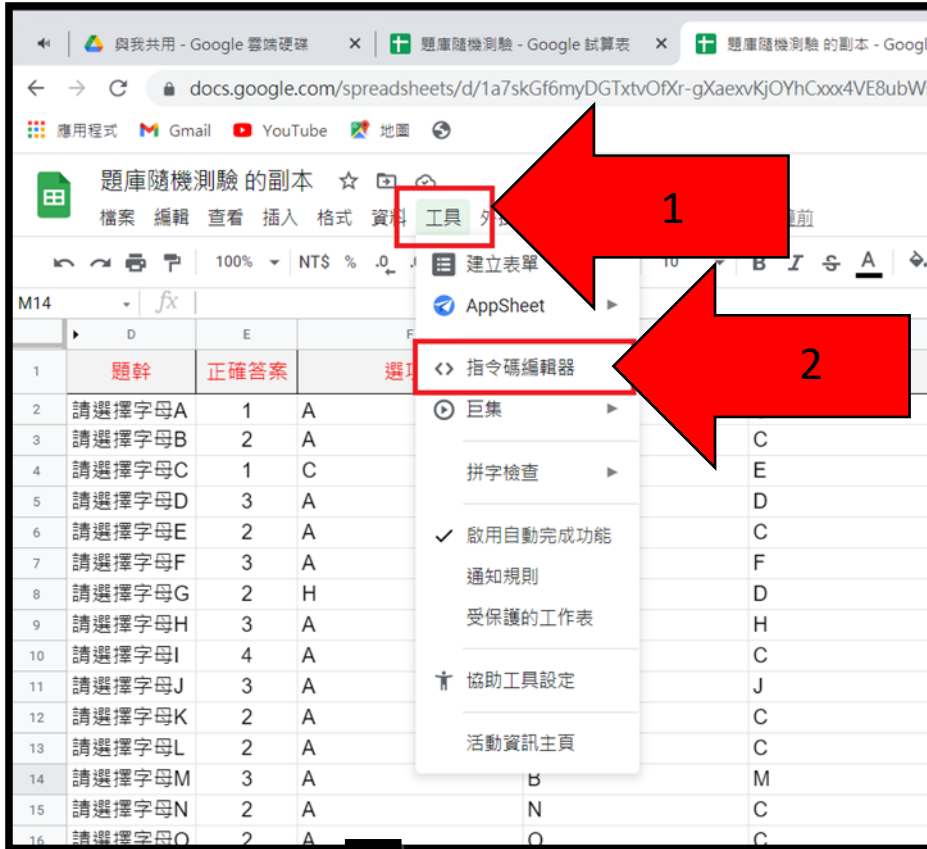 與我共用 - Google 雲端硬碟
題庫隨機測驗 - Google 試算表
題庫隨機測驗 的副本 - Googl
docs.google.com/spreadsheets/d/1a7skGf6myDGTxtvOfXr-gXaexvKjOYhCxxx4VE8ubW
應用程式 Gmail YouTube 地圖
題庫隨機測驗 的副本
檔案 編輯 查看 插入 格式 資料 工具
1
前
100% NT$ % .0 10 B I S A
建立表單
M14 fx
AppSheet
D E F
指令碼編輯器
2
1 題幹 正確答案 選
巨集
2 請選擇字母A 1 A
3 請選擇字母B 2 A C
4 請選擇字母C 1 C E
拼字檢查
5 請選擇字母D 3 A D
6 請選擇字母E 2 A C
啟用自動完成功能
7 請選擇字母F 3 A F
通知規則
8 請選擇字母G 2 H D
受保護的工作表
9 請選擇字母H 3 A H
10 請選擇字母I 4 A C
協助工具設定
11 請選擇字母J 3 A J
12 請選擇字母K 2 A C
活動資訊主頁
13 請選擇字母L 2 A C
14 請選擇字母M 3 A B M
15 請選擇字母N 2 A N C
16 請選擇字母O 2 A O C